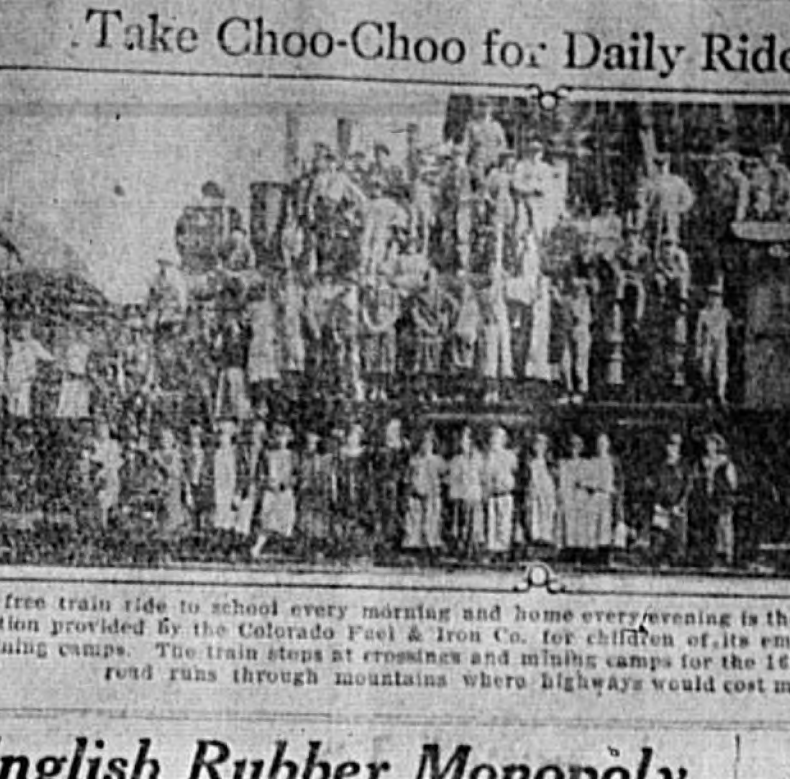 Take Choo-Choo for Daily Ride
free train ride to school every morning and home every evening is th
tion provided by the Colorado Fuel & Iron Co. for children of its em
ning camps. The train stops at crossings and mining camps for the 16
road runs through mountains where highways would cost m
nglish Rubber Monopoly